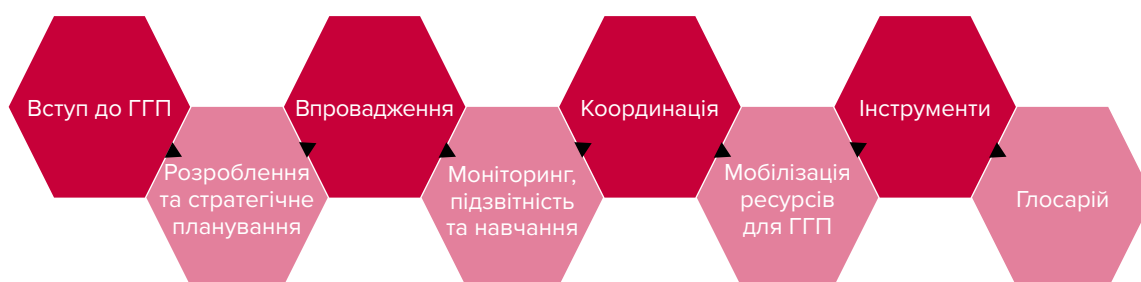 Вступ до ГГП
Розроблення
та стратегічне
планування
Впровадження
Моніторинг,
підзвітність
та навчання
Координація
Мобілізація
ресурсів
для ГГП
Інструменти
Глосарій